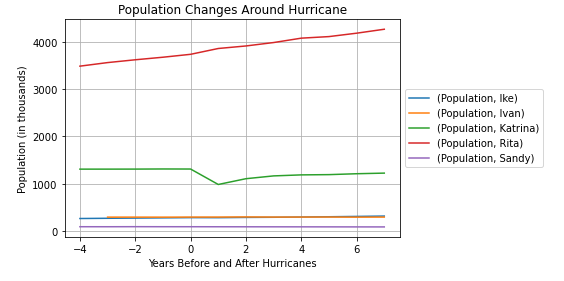 Population Changes Around Hurricane
Population (in thousands)
4000
3000
2000
1000
0
−4
−2
0
2
4
6
Years Before and After Hurricanes
(Population, Ike)
(Population, Ivan)
(Population, Katrina)
(Population, Rita)
(Population, Sandy)